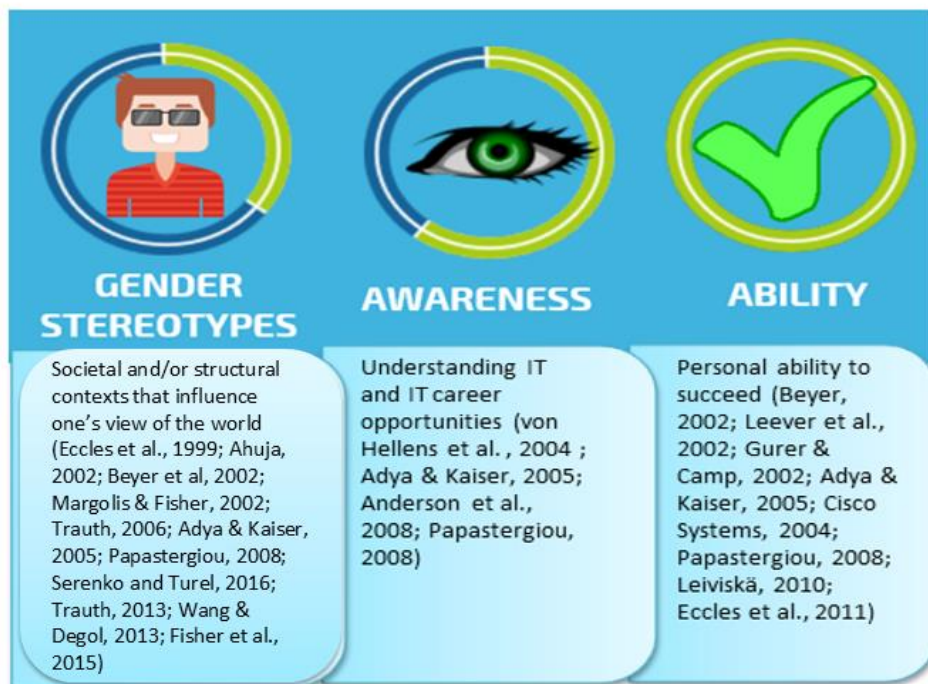 GENDER
STEREOTYPES
Societal and/or structural
contexts that influence
one's view of the world
(Eccles et al., 1999; Ahuja,
2002; Beyer et al, 2002;
Margolis & Fisher, 2002;
Trauth, 2006; Adya & Kaiser,
2005; Papastergiou, 2008;
Serenko and Turel, 2016;
Trauth, 2013; Wang &
Degol, 2013; Fisher et al.,
2015)
AWARENESS
Understanding IT
and IT career
opportunities (von
Hellens et al. , 2004 ;
Adya & Kaiser, 2005;
Anderson et al.,
2008; Papastergiou,
2008)
ABILITY
Personal ability to
succeed (Beyer,
2002; Leever et al.,
2002; Gurer &
Camp, 2002; Adya &
Kaiser, 2005; Cisco
Systems, 2004;
Papastergiou, 2008;
Leiviskä, 2010;
Eccles et al., 2011)